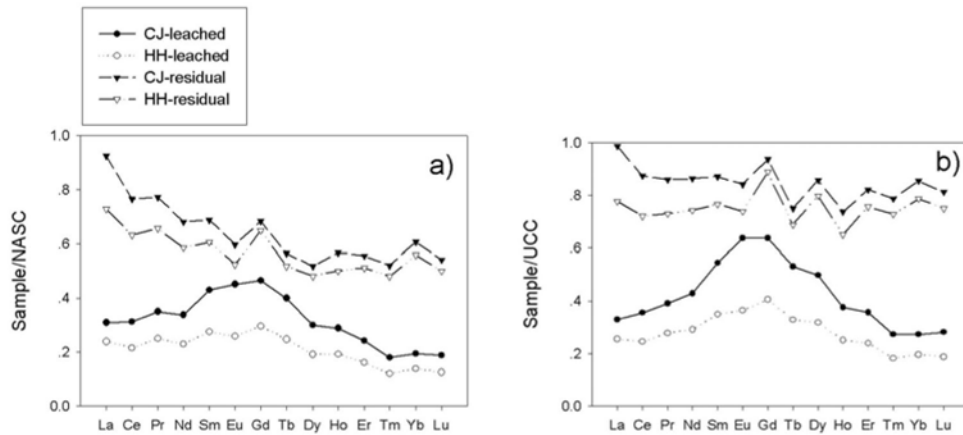 CJ-leached
HH-leached
CJ-residual
HH-residual
a)
Sample/NASC
1.0
.8
.6
.4
.2
0.0
La Ce Pr Nd Sm Eu Gd Tb Dy Ho Er Tm Yb Lu
b)
Sample/UCC
1.0
0.8
.6
.4
.2
0.0
La Ce Pr Nd Sm Eu Gd Tb Dy Ho Er Tm Yb Lu